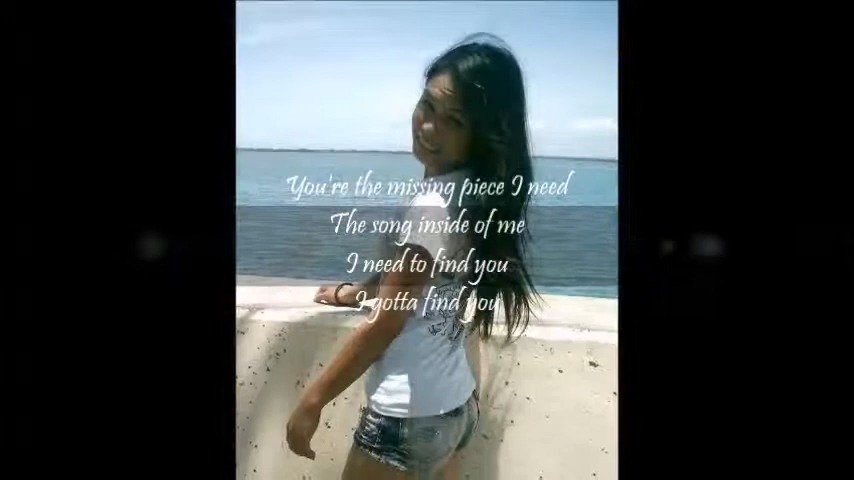 You're the missing piece I need
The song inside of me
I need to find you
I gotta find you